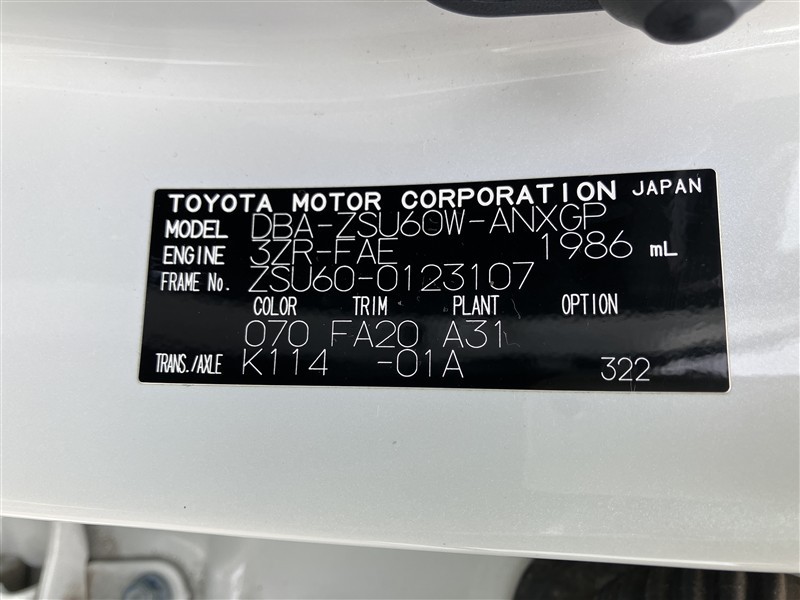 TOYOTA MOTOR CORPORATION JAPAN
MODEL DBA-ZSU60W-ANXGP
ENGINE 3ZR-FAE 1986 mL
FRAME No. ZSU60-0123107
COLOR TRIM PLANT OPTION
070 FA20 A31
TRANS./AXLE K114 -01A 322